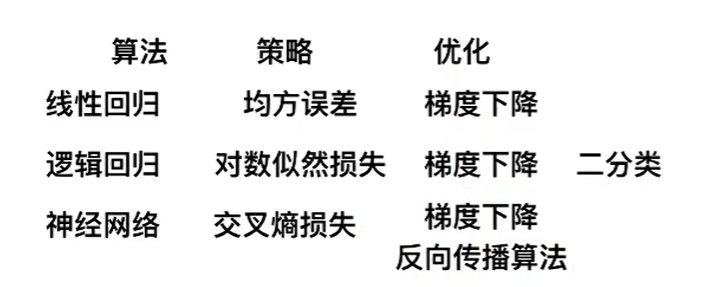 算法 策略 优化
线性回归 均方误差 梯度下降
逻辑回归 对数似然损失 梯度下降 二分类
神经网络 交叉熵损失 梯度下降
反向传播算法